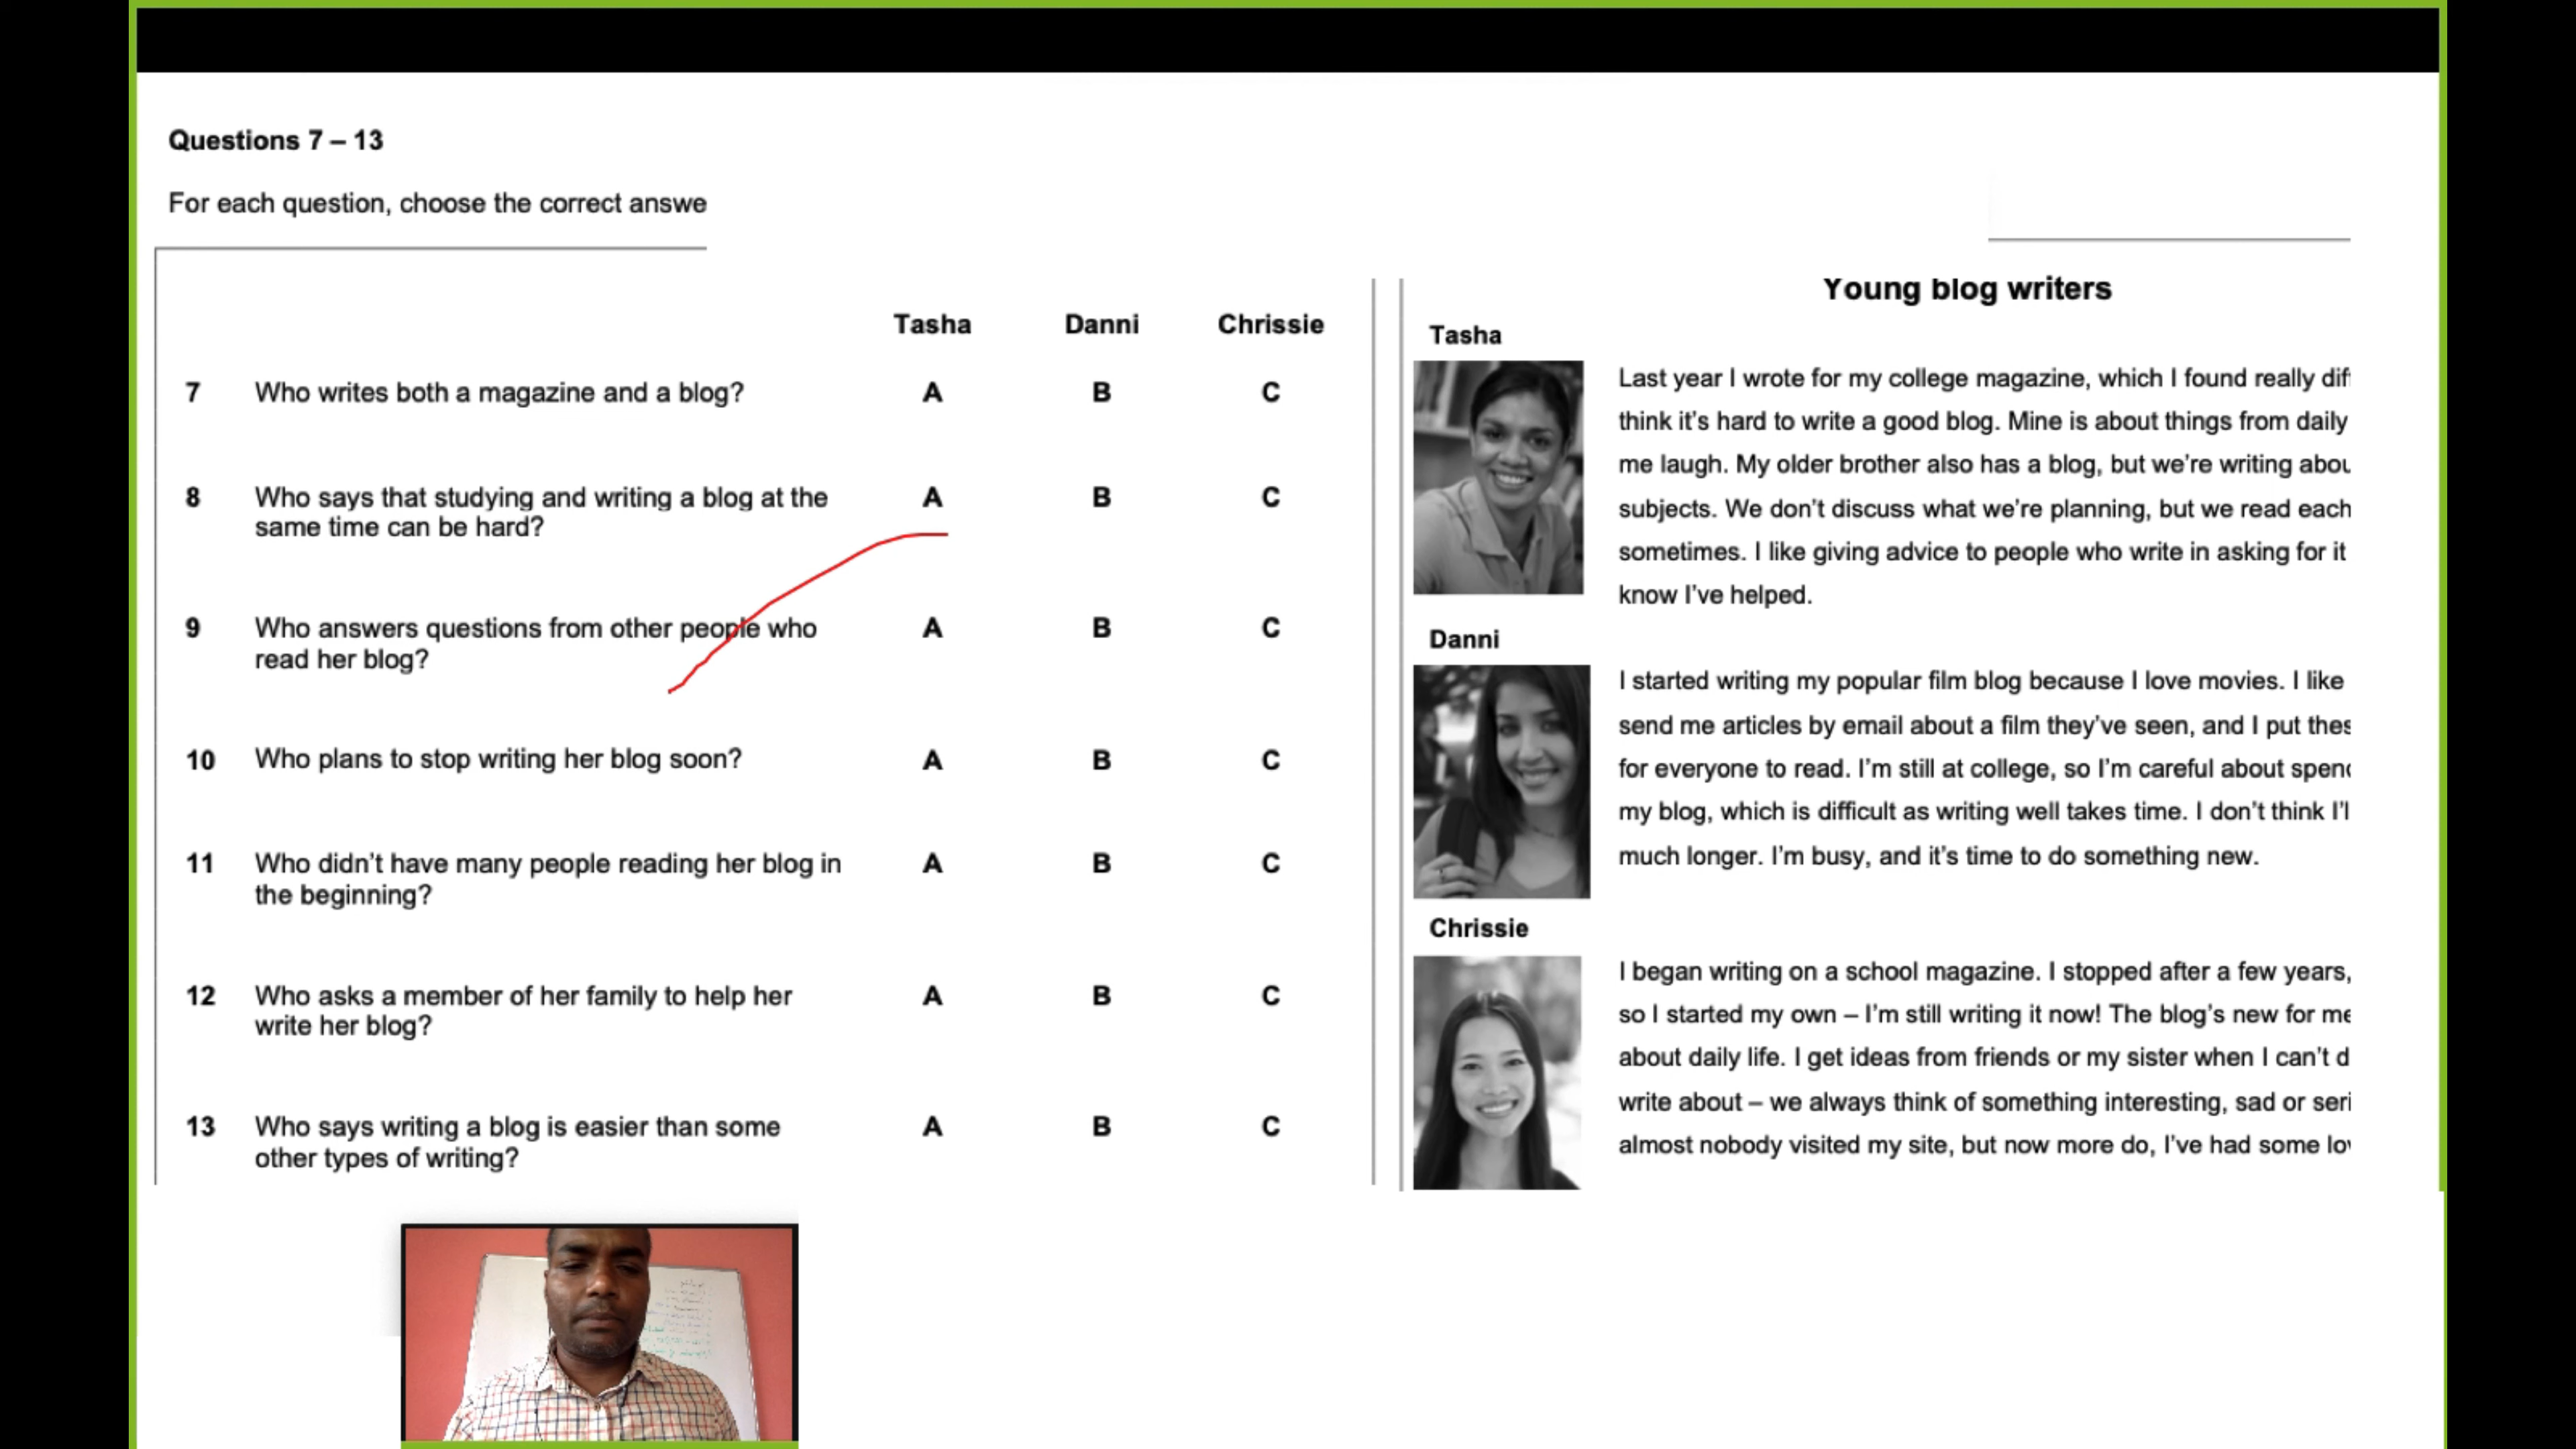 Questions 7 – 13
For each question, choose the correct answe
Tasha Danni Chrissie
7 Who writes both a magazine and a blog? A B C
8 Who says that studying and writing a blog at the A B C
same time can be hard?
9 Who answers questions from other people who A B C
read her blog?
10 Who plans to stop writing her blog soon? A B C
11 Who didn't have many people reading her blog in A B C
the beginning?
12 Who asks a member of her family to help her A B C
write her blog?
13 Who says writing a blog is easier than some A B C
other types of writing?
Young blog writers
Tasha
Last year I wrote for my college magazine, which I found really dif
think it's hard to write a good blog. Mine is about things from daily
me laugh. My older brother also has a blog, but we're writing abou
subjects. We don't discuss what we're planning, but we read each
sometimes. I like giving advice to people who write in asking for it
know I've helped.
Danni
I started writing my popular film blog because I love movies. I like
send me articles by email about a film they've seen, and I put thes
for everyone to read. I'm still at college, so I'm careful about spend
my blog, which is difficult as writing well takes time. I don't think I'l
much longer. I'm busy, and it's time to do something new.
Chrissie
I began writing on a school magazine. I stopped after a few years,
so I started my own – I'm still writing it now! The blog's new for me
about daily life. I get ideas from friends or my sister when I can't d
write about – we always think of something interesting, sad or seri
almost nobody visited my site, but now more do, I've had some lo